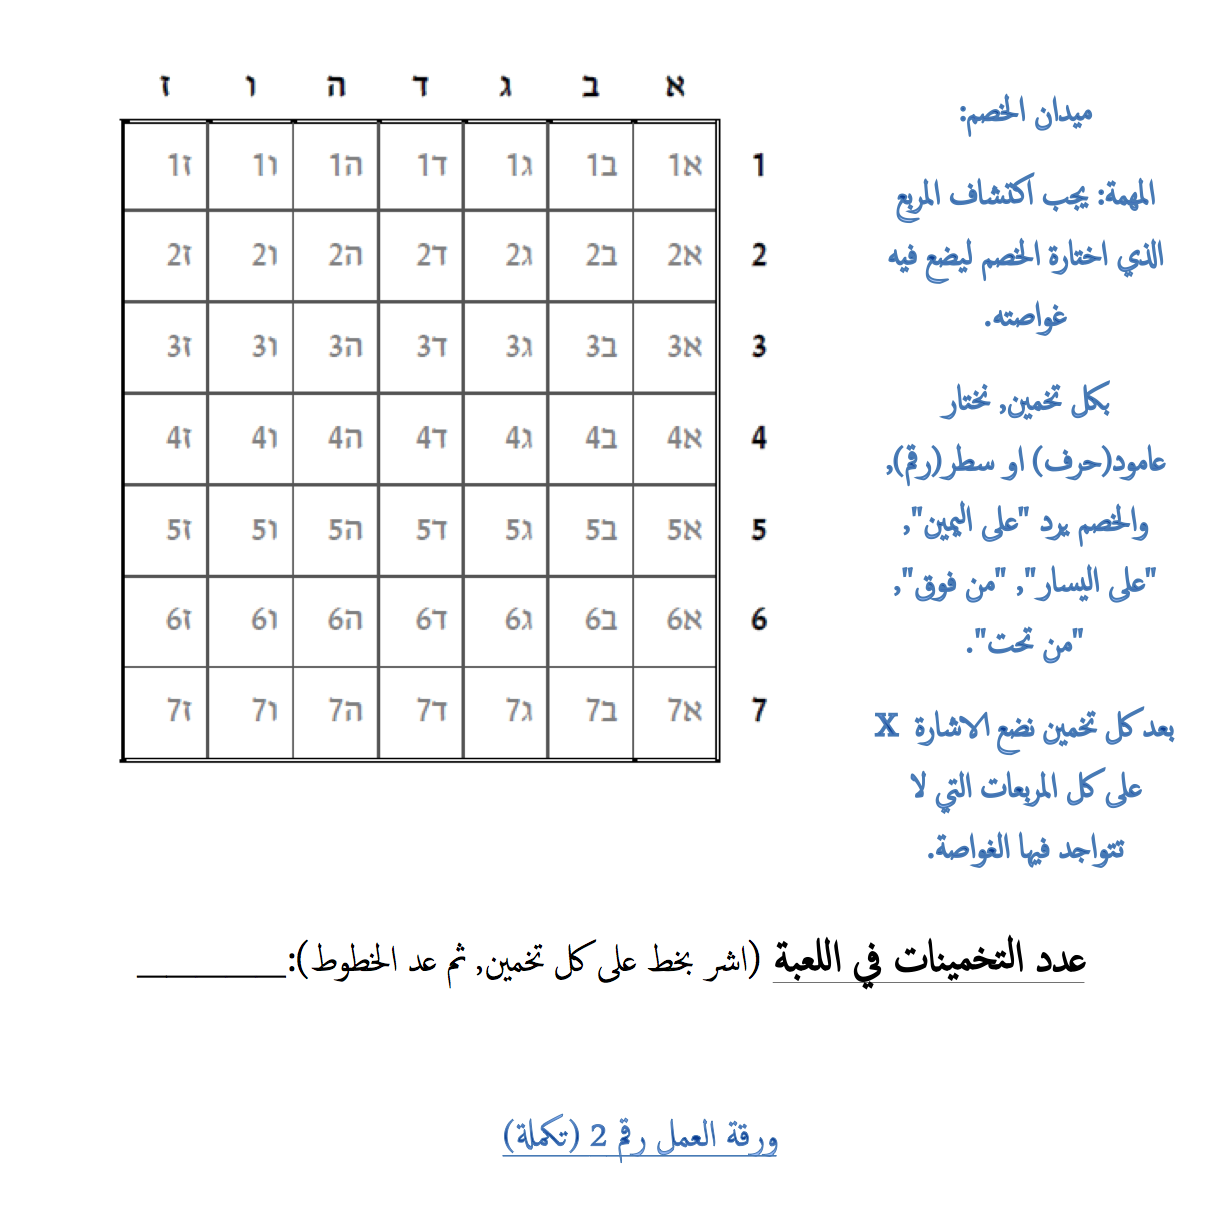 א ב ג ד ה ו ז
ميدان الخصم:
1 א1 ב1 ג1 ד1 ה1 ו1 ז1
المهمة: يجب اكتشاف المربع
2 א2 ב2 ג2 ד2 ה2 ו2 ז2
الذي اختارة الخصم ليضع فيه
غواصته.
3 א3 ב3 ג3 ד3 ה3 ו3 ז3
بكل تخمين, نختار
4 א4 ב4 ג4 ד4 ה4 ו4 ז4
عامود(حرف) او سطر(رقم),
والخصم يرد "على اليمين",
5 א5 ב5 ג5 ד5 ה5 ו5 ז5
"على اليسار", "من فوق",
6 א6 ב6 ג6 ד6 ה6 ו6 ז6
"من تحت".
7 א7 ב7 ג7 ד7 ה7 ו7 ז7
بعد كل تخمين نضع الاشارة X
على كل المربعات التي لا
تتواجد فيها الغواصة.
عدد التخمينات في اللعبة (اشر بخط على كل تخمين, ثم عد الخطوط):________
ورقة العمل رقم 2 (تكملة)